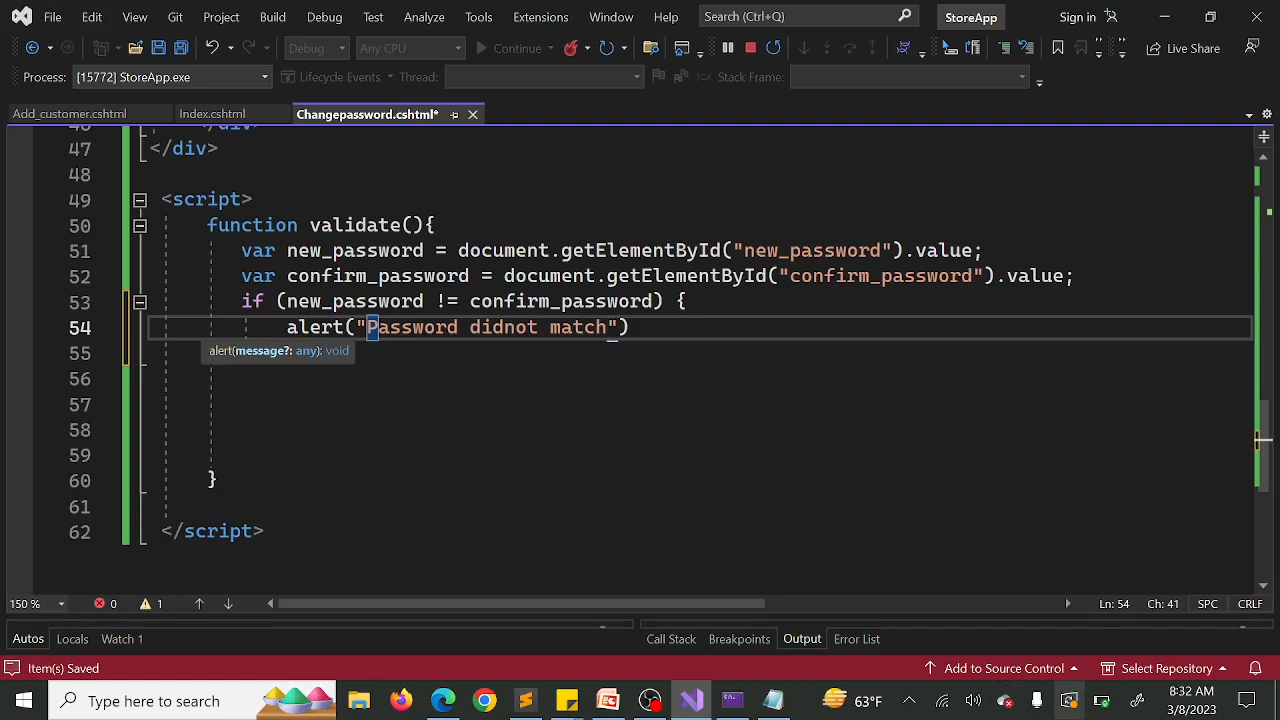 File Edit View Git Project Build Debug Test Analyze Tools Extensions Window Help Search (Ctrl+Q) StoreApp Sign in
Debug Any CPU Continue Live Share
Process: [15772] StoreApp.exe Lifecycle Events Thread: Stack Frame:
Add_customer.cshtml Index.cshtml Changepassword.cshtml*
47 </div>
48
49 <script>
50 function validate(){
51 var new_password = document.getElementById("new_password").value;
52 var confirm_password = document.getElementById("confirm_password").value;
53 if (new_password != confirm_password) {
54 alert("Password didnot match")
55 alert(message?: any): void
56
57
58
59
60 }
61
62 </script>
150 % 0 1 Ln: 54 Ch: 41 SPC CRLF
Autos Locals Watch 1 Call Stack Breakpoints Output Error List
Item(s) Saved Add to Source Control Select Repository
Type here to search 63°F 8:32 AM
3/8/2023